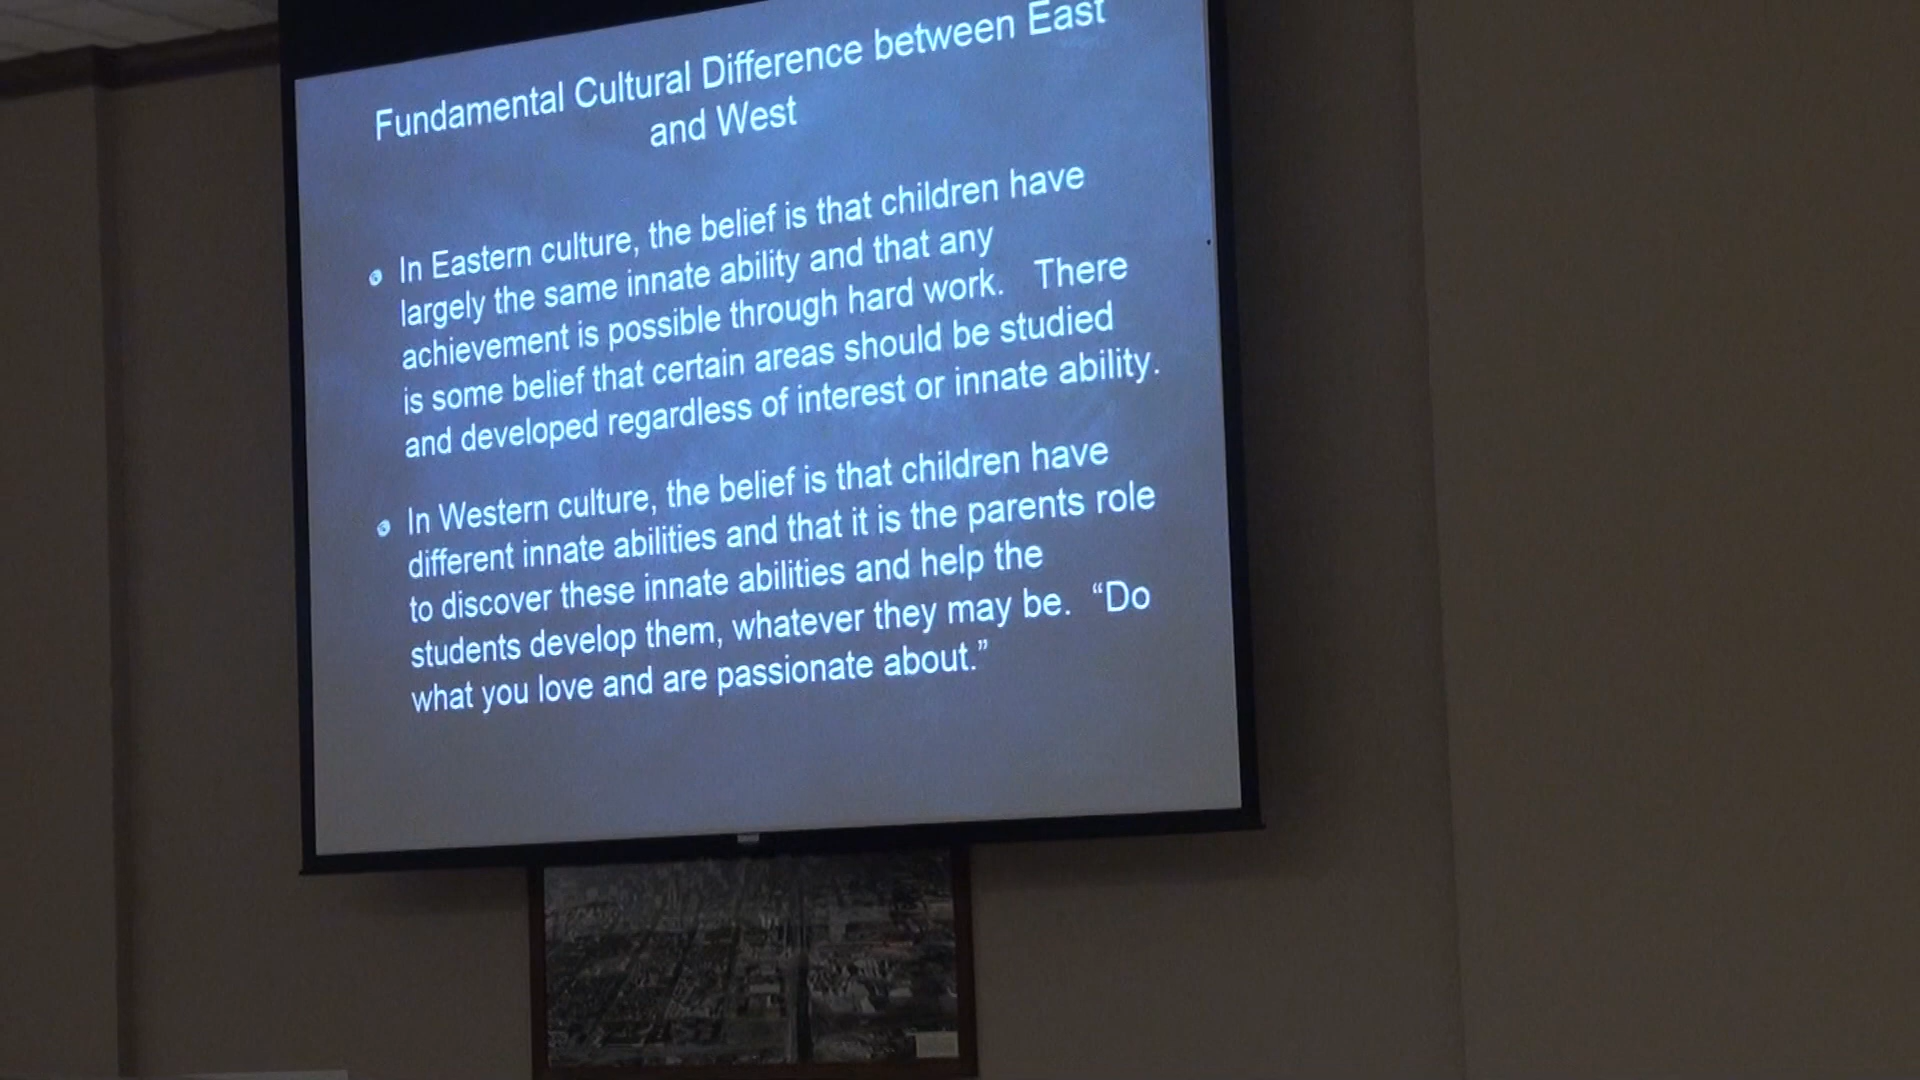 Fundamental Cultural Difference between East
and West
In Eastern culture, the belief is that children have
largely the same innate ability and that any
achievement is possible through hard work. There
is some belief that certain areas should be studied
and developed regardless of interest or innate ability.
In Western culture, the belief is that children have
different innate abilities and that it is the parents role
to discover these innate abilities and help the
students develop them, whatever they may be. “Do
what you love and are passionate about.”